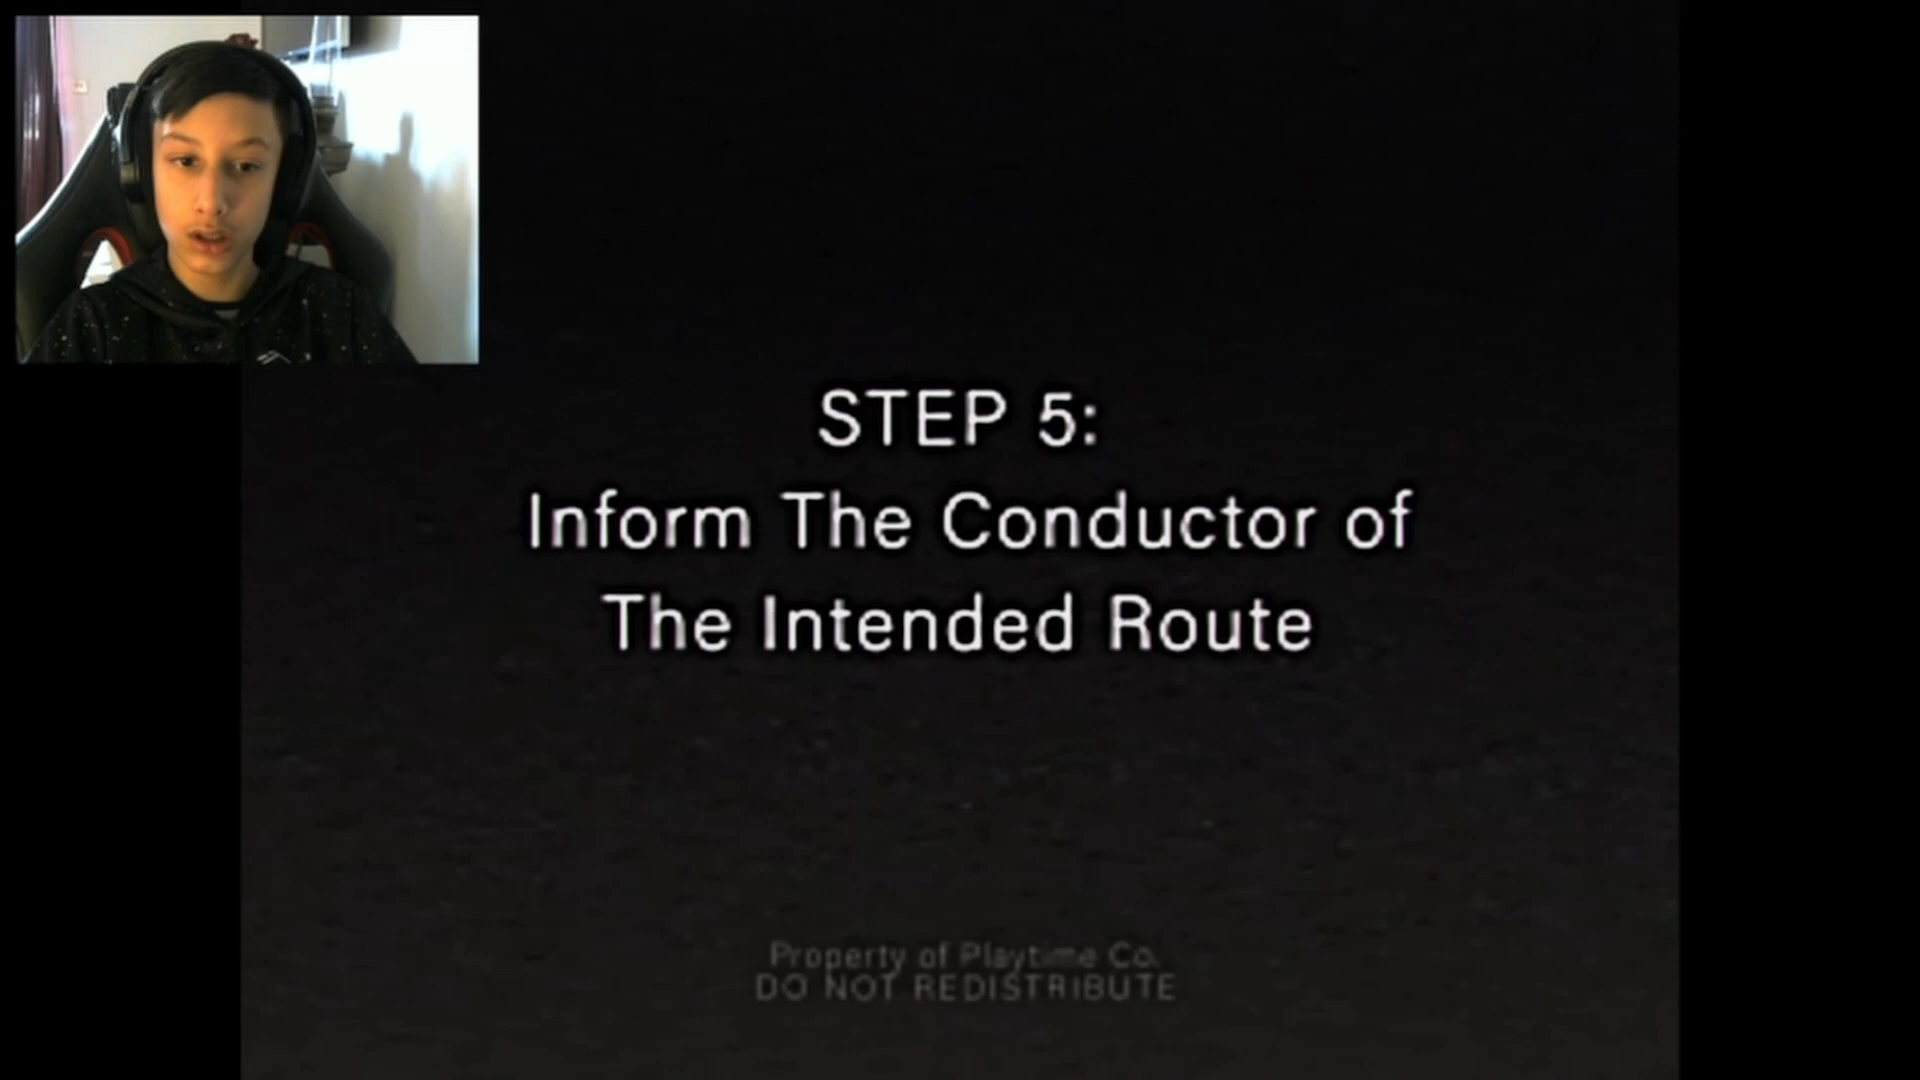 STEP 5:
Inform The Conductor of
The Intended Route
Property of Playtime Co.
DO NOT REDISTRIBUTE